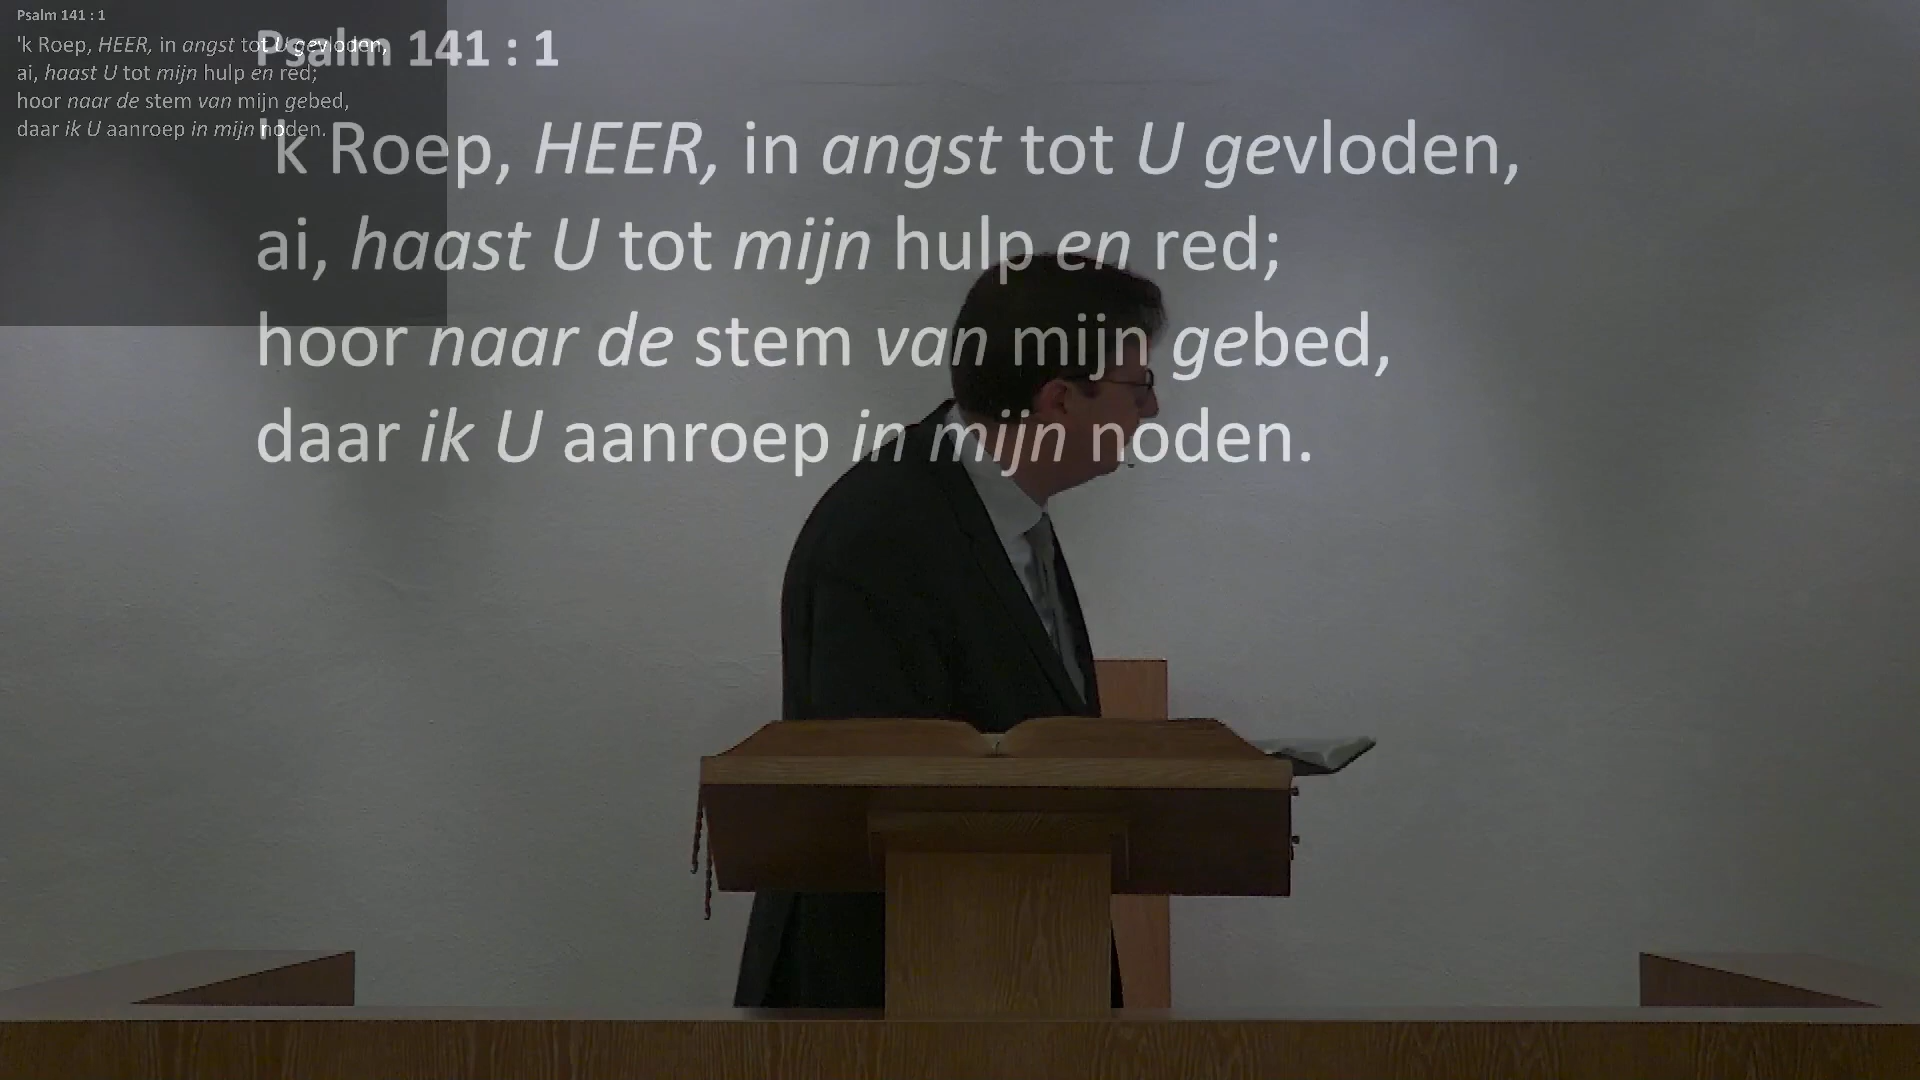 Psalm 141 : 1
'k Roep, HEER, in angst tot U gevloden,
ai, haast U tot mijn hulp en red;
hoor naar de stem van mijn gebed,
daar ik U aanroep in mijn noden.
Psalm 141 : 1
'k Roep, HEER, in angst tot U gevloden,
ai, haast U tot mijn hulp en red;
hoor naar de stem van mijn gebed,
daar ik U aanroep in mijn noden.